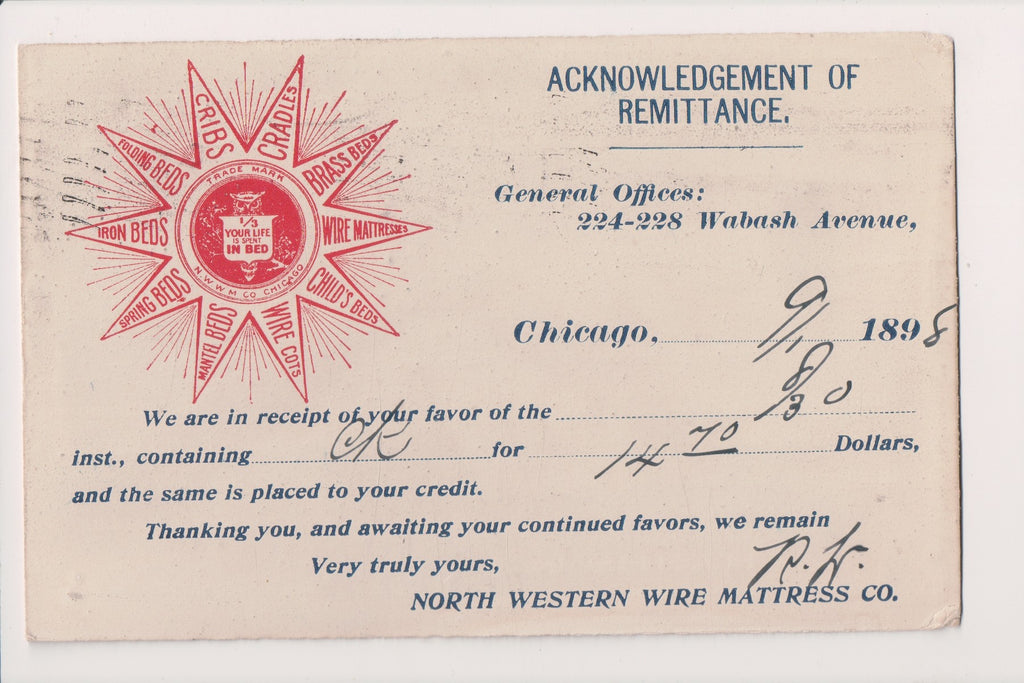 CRIBS
CRADLES
BRASS BEDS
WIRE MATTRESSES
CHILD'S BEDS
WIRE COTS
MANTEL BEDS
SPRING BEDS
IRON BEDS
FOLDING BEDS
TRADE MARK
1/3
YOUR LIFE
IS SPENT
IN BED
N.W.W.M CO CHICAGO
ACKNOWLEDGEMENT OF
REMITTANCE.
General Offices:
224-228 Wabash Avenue,
Chicago, 9/1 1898
We are in receipt of your favor of the 8/30
inst., containing ck for 14 70 Dollars,
and the same is placed to your credit.
Thanking you, and awaiting your continued favors, we remain
Very truly yours,
NORTH WESTERN WIRE MATTRESS CO.